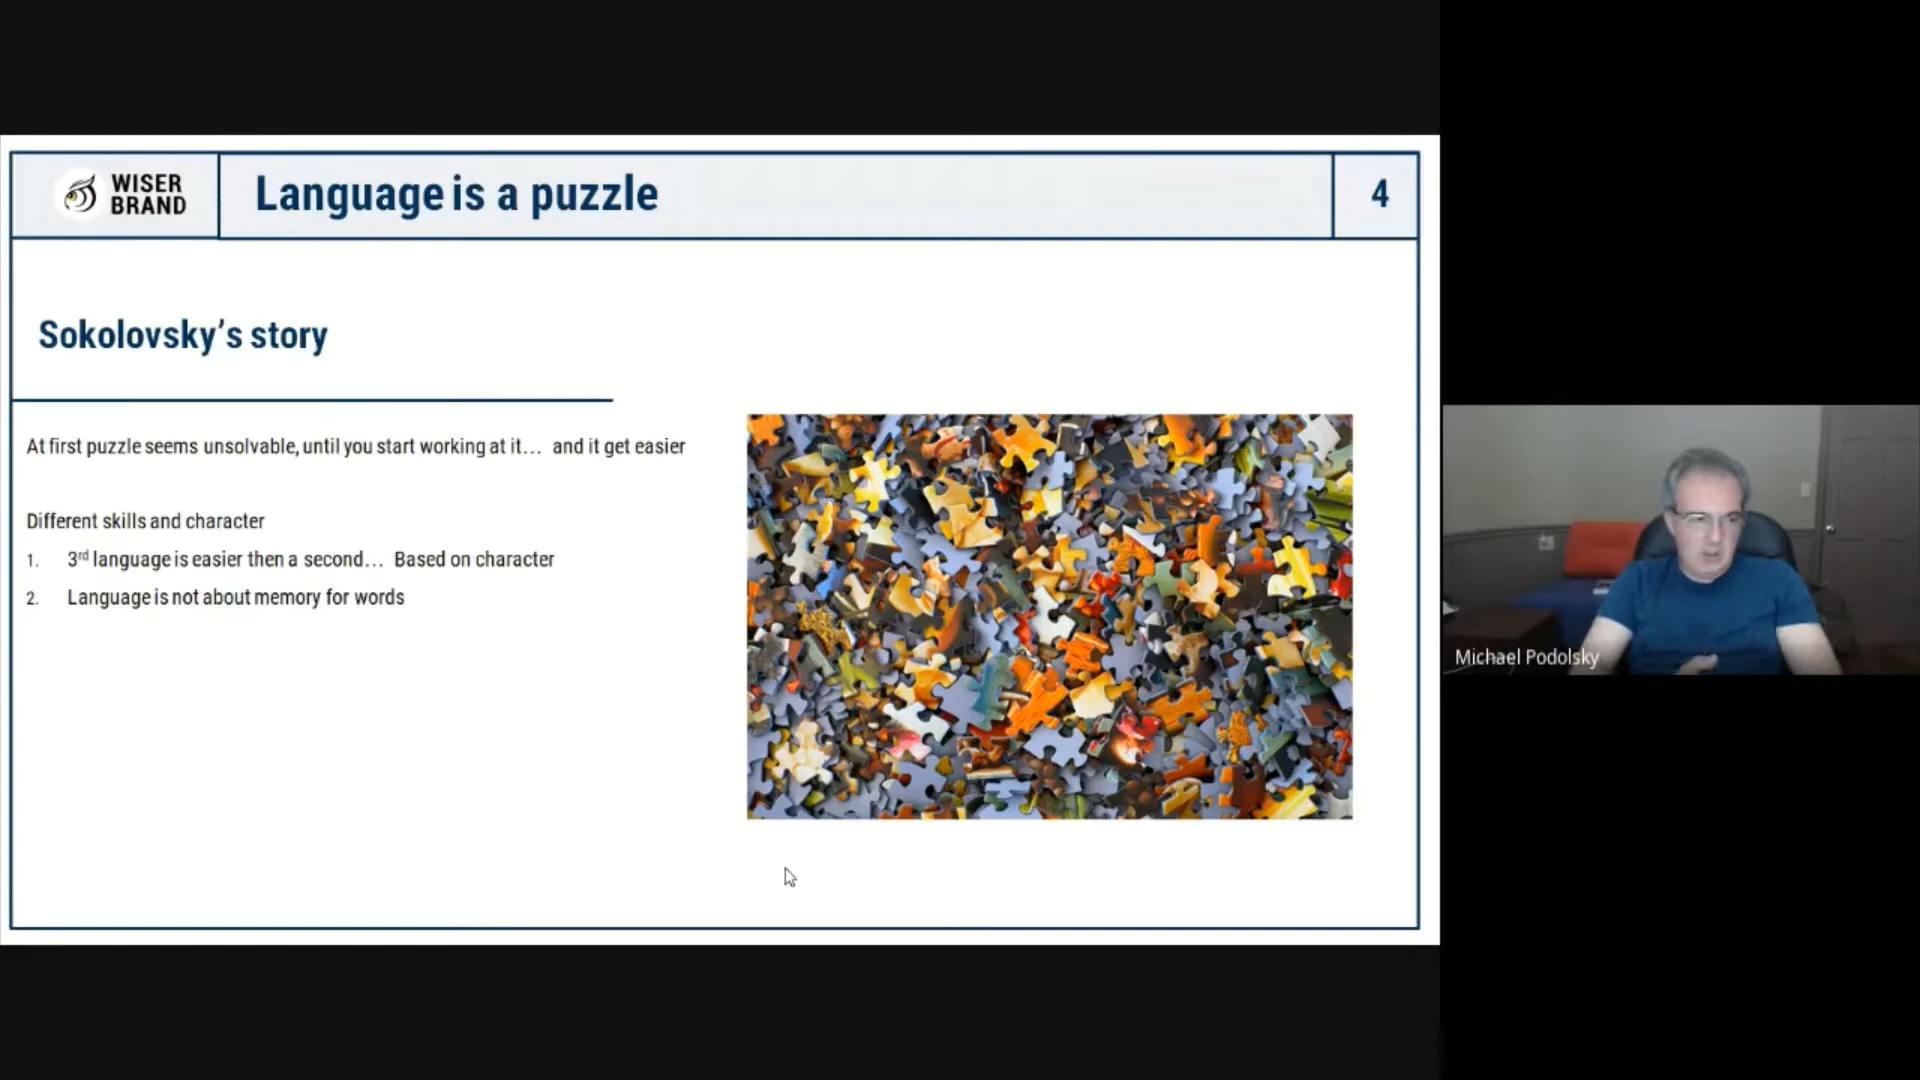 WISER
BRAND
Language is a puzzle
4
Sokolovsky's story
At first puzzle seems unsolvable, until you start working at it... and it get easier
Different skills and character
1. 3rd language is easier then a second... Based on character
2. Language is not about memory for words
Michael Podolsky